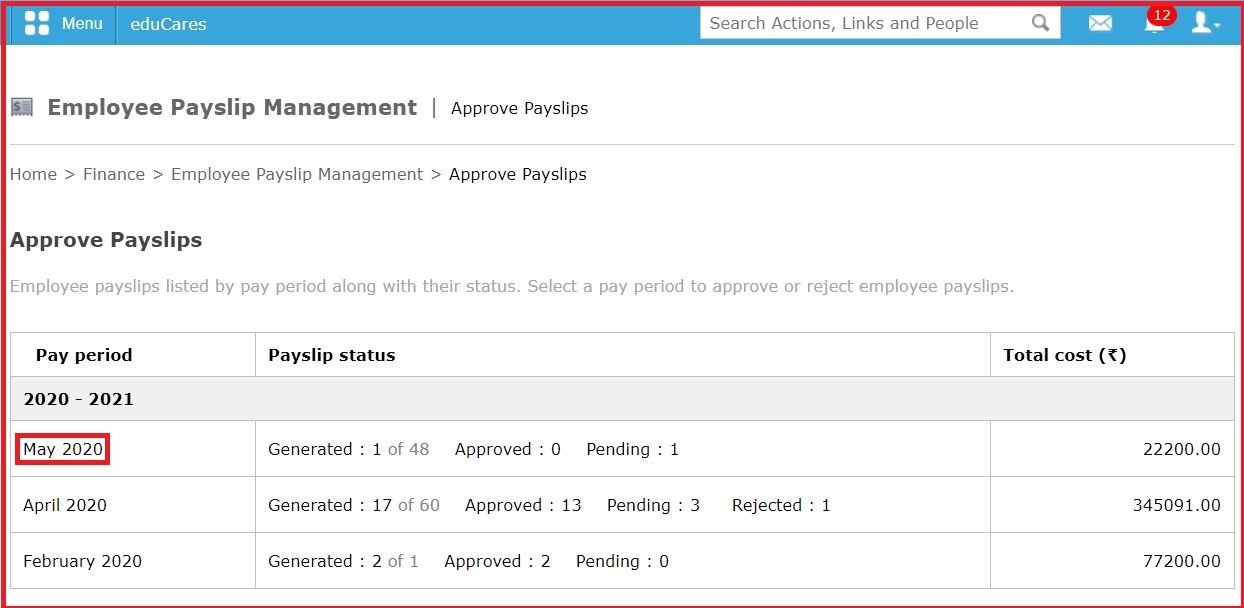 Menu eduCares Search Actions, Links and People 12
Employee Payslip Management | Approve Payslips
Home > Finance > Employee Payslip Management > Approve Payslips
Approve Payslips
Employee payslips listed by pay period along with their status. Select a pay period to approve or reject employee payslips.
Pay period Payslip status Total cost (₹)
2020 - 2021
May 2020 Generated : 1 of 48 Approved : 0 Pending : 1 22200.00
April 2020 Generated : 17 of 60 Approved : 13 Pending : 3 Rejected : 1 345091.00
February 2020 Generated : 2 of 1 Approved : 2 Pending : 0 77200.00